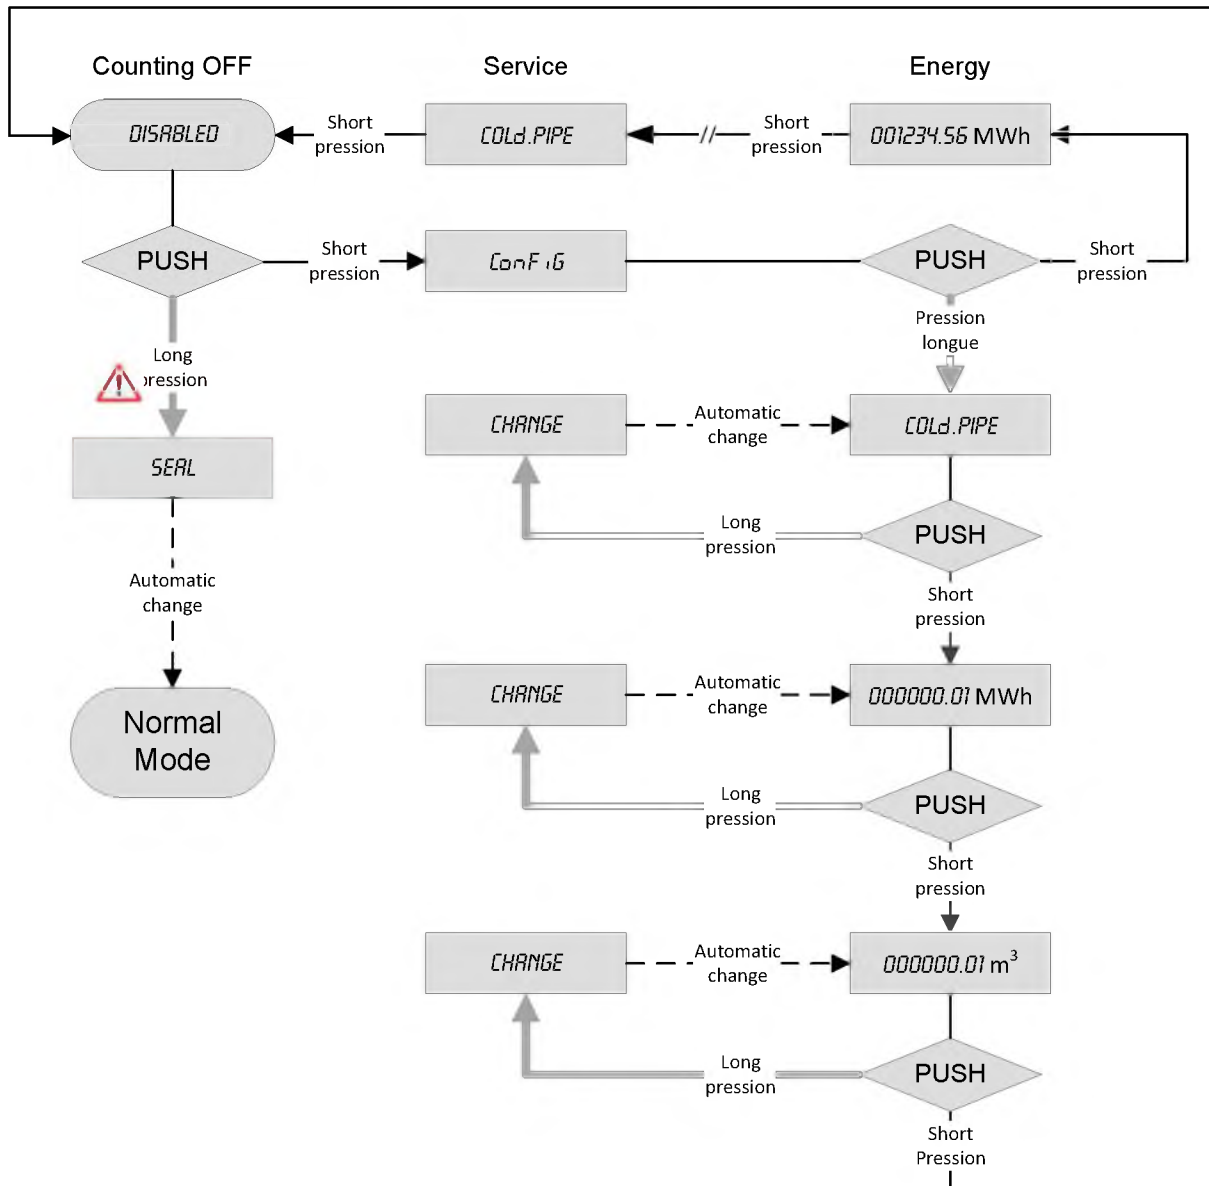 Counting OFF
Service
Energy
DISABLED
Short
pression
COLd.PIPE
Short
pression
001234.56 MWh
PUSH
Short
pression
ConFiG
PUSH
Short
pression
Long
pression
Pression
longue
CHANGE
Automatic
change
COLd.PIPE
SEAL
Long
pression
PUSH
Automatic
change
Short
pression
CHANGE
Automatic
change
000000.01 MWh
Normal
Mode
Long
pression
PUSH
Short
pression
CHANGE
Automatic
change
000000.01 m³
Long
pression
PUSH
Short
Pression